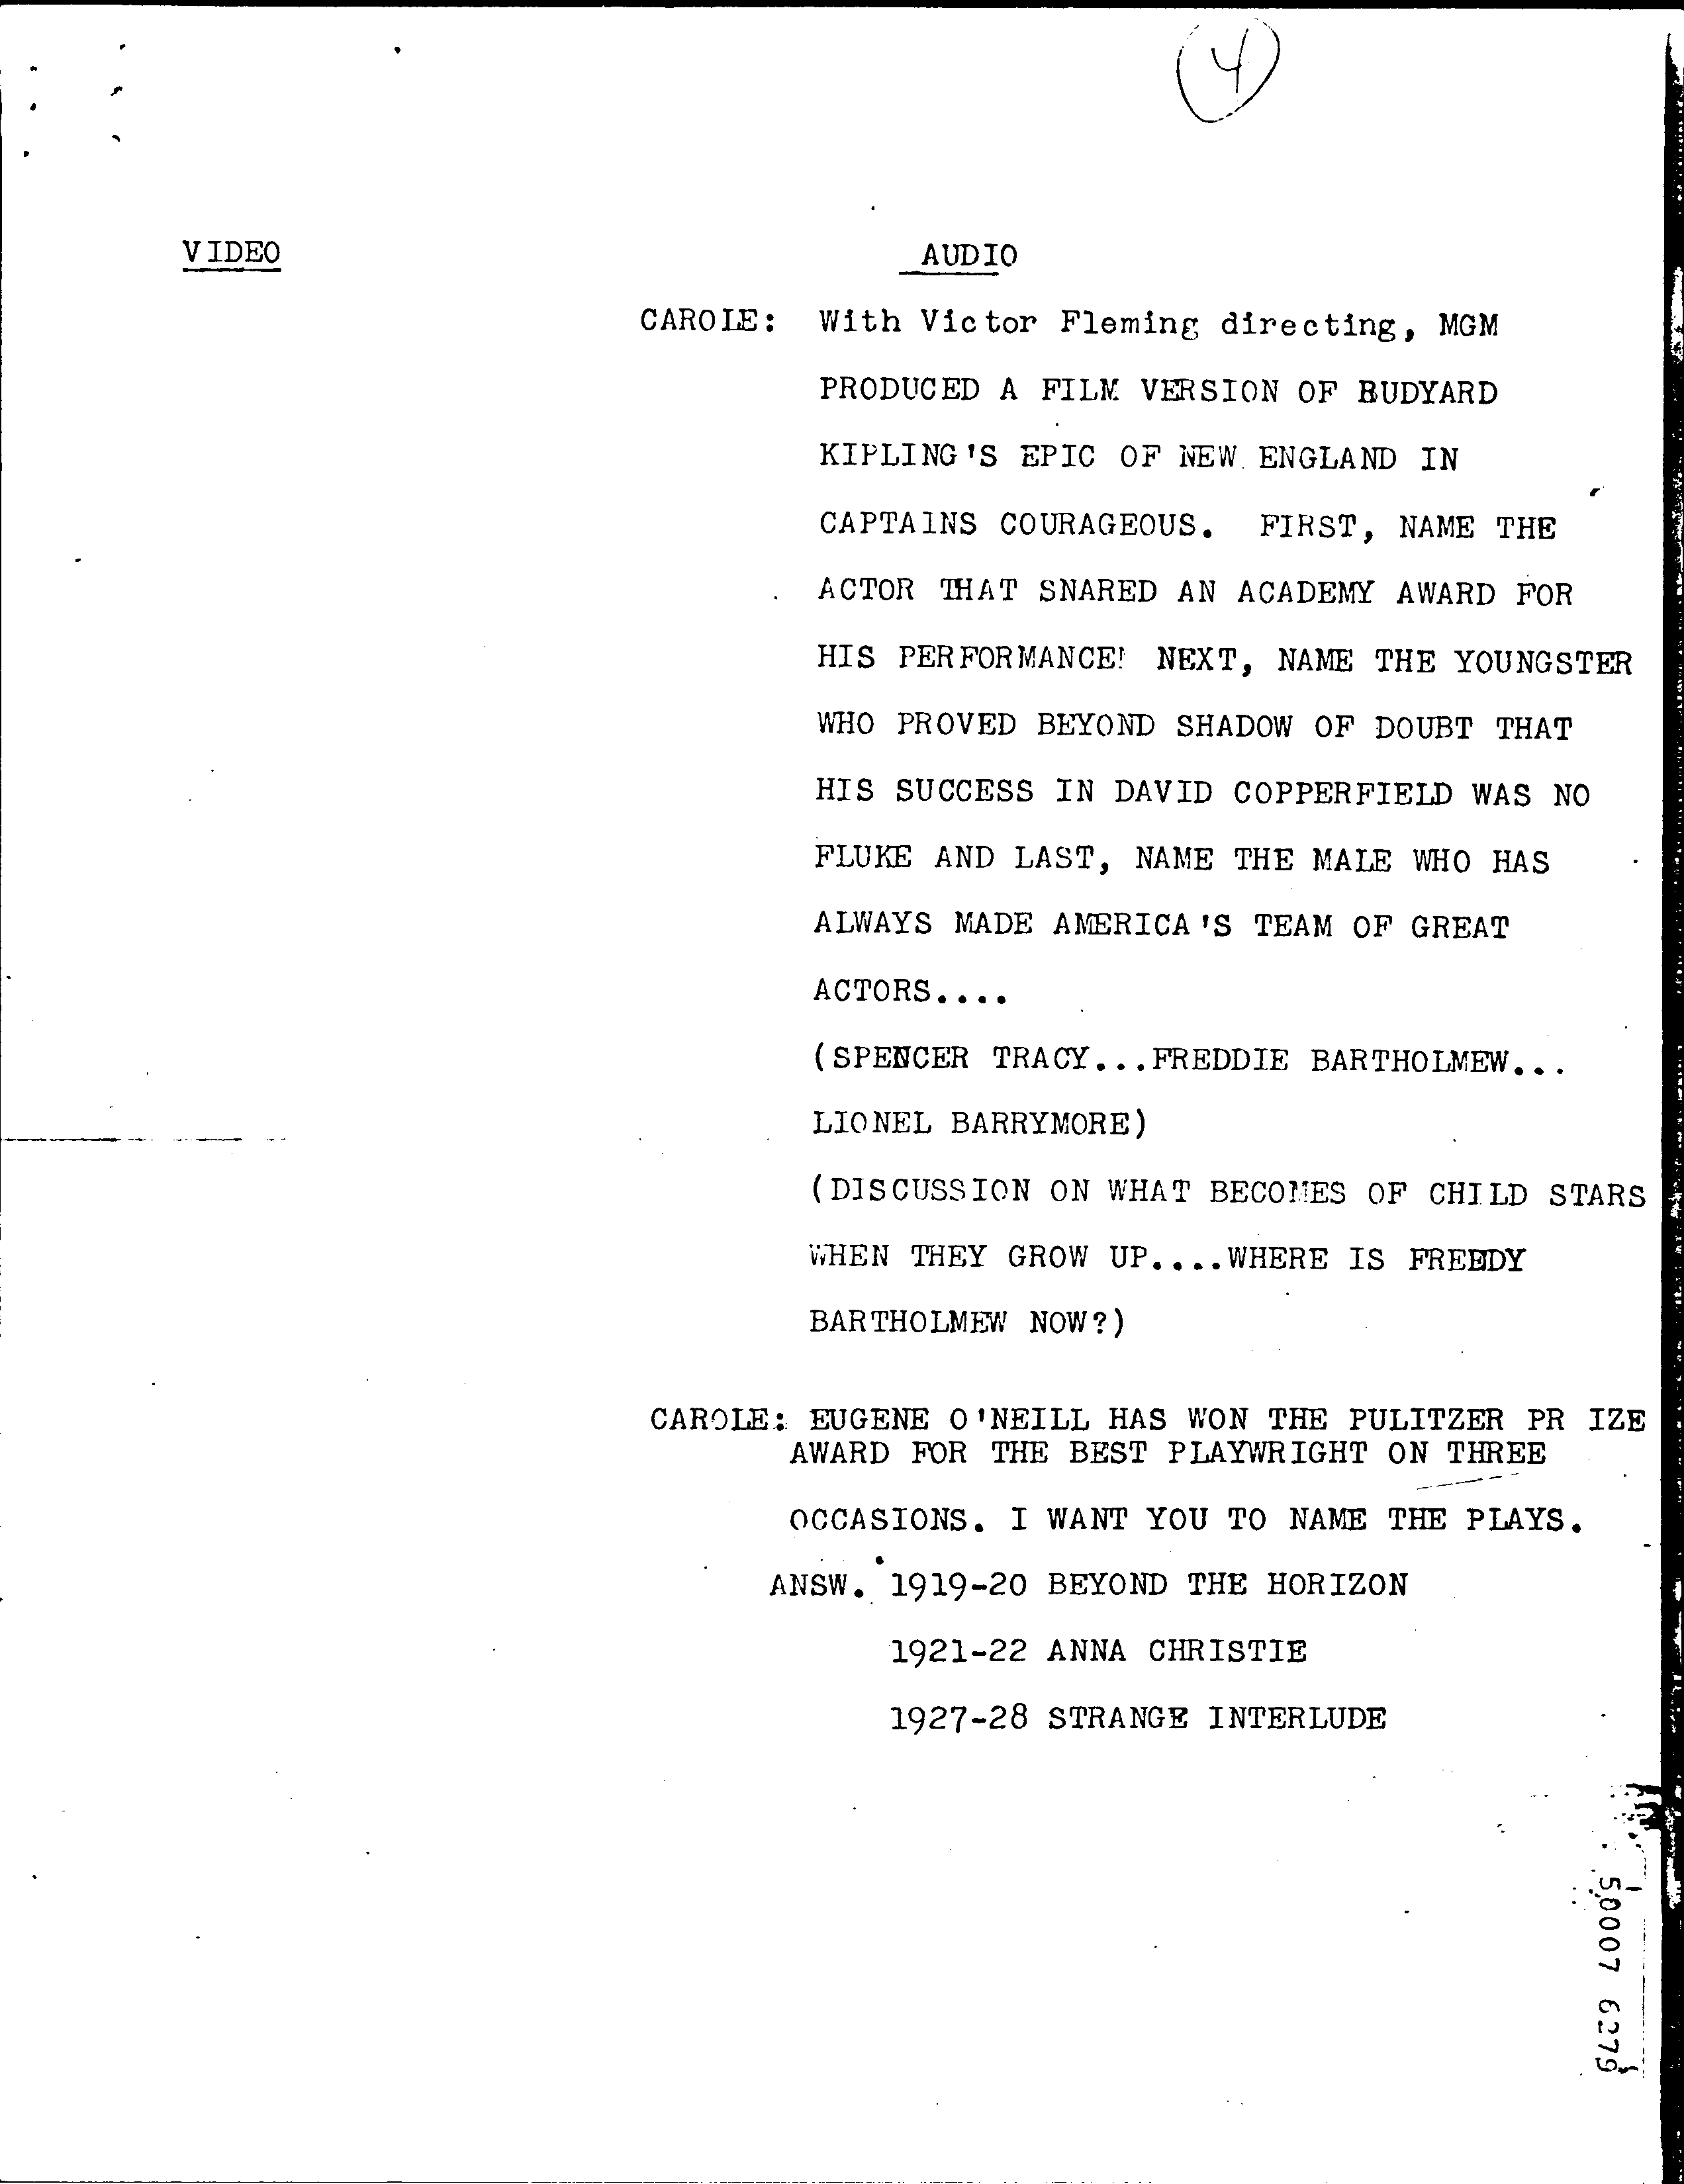 4
VIDEO
AUDIO
CAROLE: With Victor Fleming directing, MGM
PRODUCED A FILM VERSION OF RUDYARD
KIPLING'S EPIC OF NEW ENGLAND IN
CAPTAINS COURAGEOUS. FIRST, NAME THE
ACTOR THAT SNARED AN ACADEMY AWARD FOR
HIS PERFORMANCE! NEXT, NAME THE YOUNGSTER
WHO PROVED BEYOND SHADOW OF DOUBT THAT
HIS SUCCESS IN DAVID COPPERFIELD WAS NO
FLUKE AND LAST, NAME THE MALE WHO HAS
ALWAYS MADE AMERICA'S TEAM OF GREAT
ACTORS....
(SPENCER TRACY...FREDDIE BARTHOLMEW...
LIONEL BARRYMORE)
(DISCUSSION ON WHAT BECOMES OF CHILD STARS
WHEN THEY GROW UP....WHERE IS FREDDY
BARTHOLMEW NOW?)
CAROLE: EUGENE O'NEILL HAS WON THE PULITZER PR IZE
AWARD FOR THE BEST PLAYWRIGHT ON THREE
OCCASIONS. I WANT YOU TO NAME THE PLAYS.
ANSW. 1919-20 BEYOND THE HORIZON
1921-22 ANNA CHRISTIE
1927-28 STRANGE INTERLUDE
50007 6279